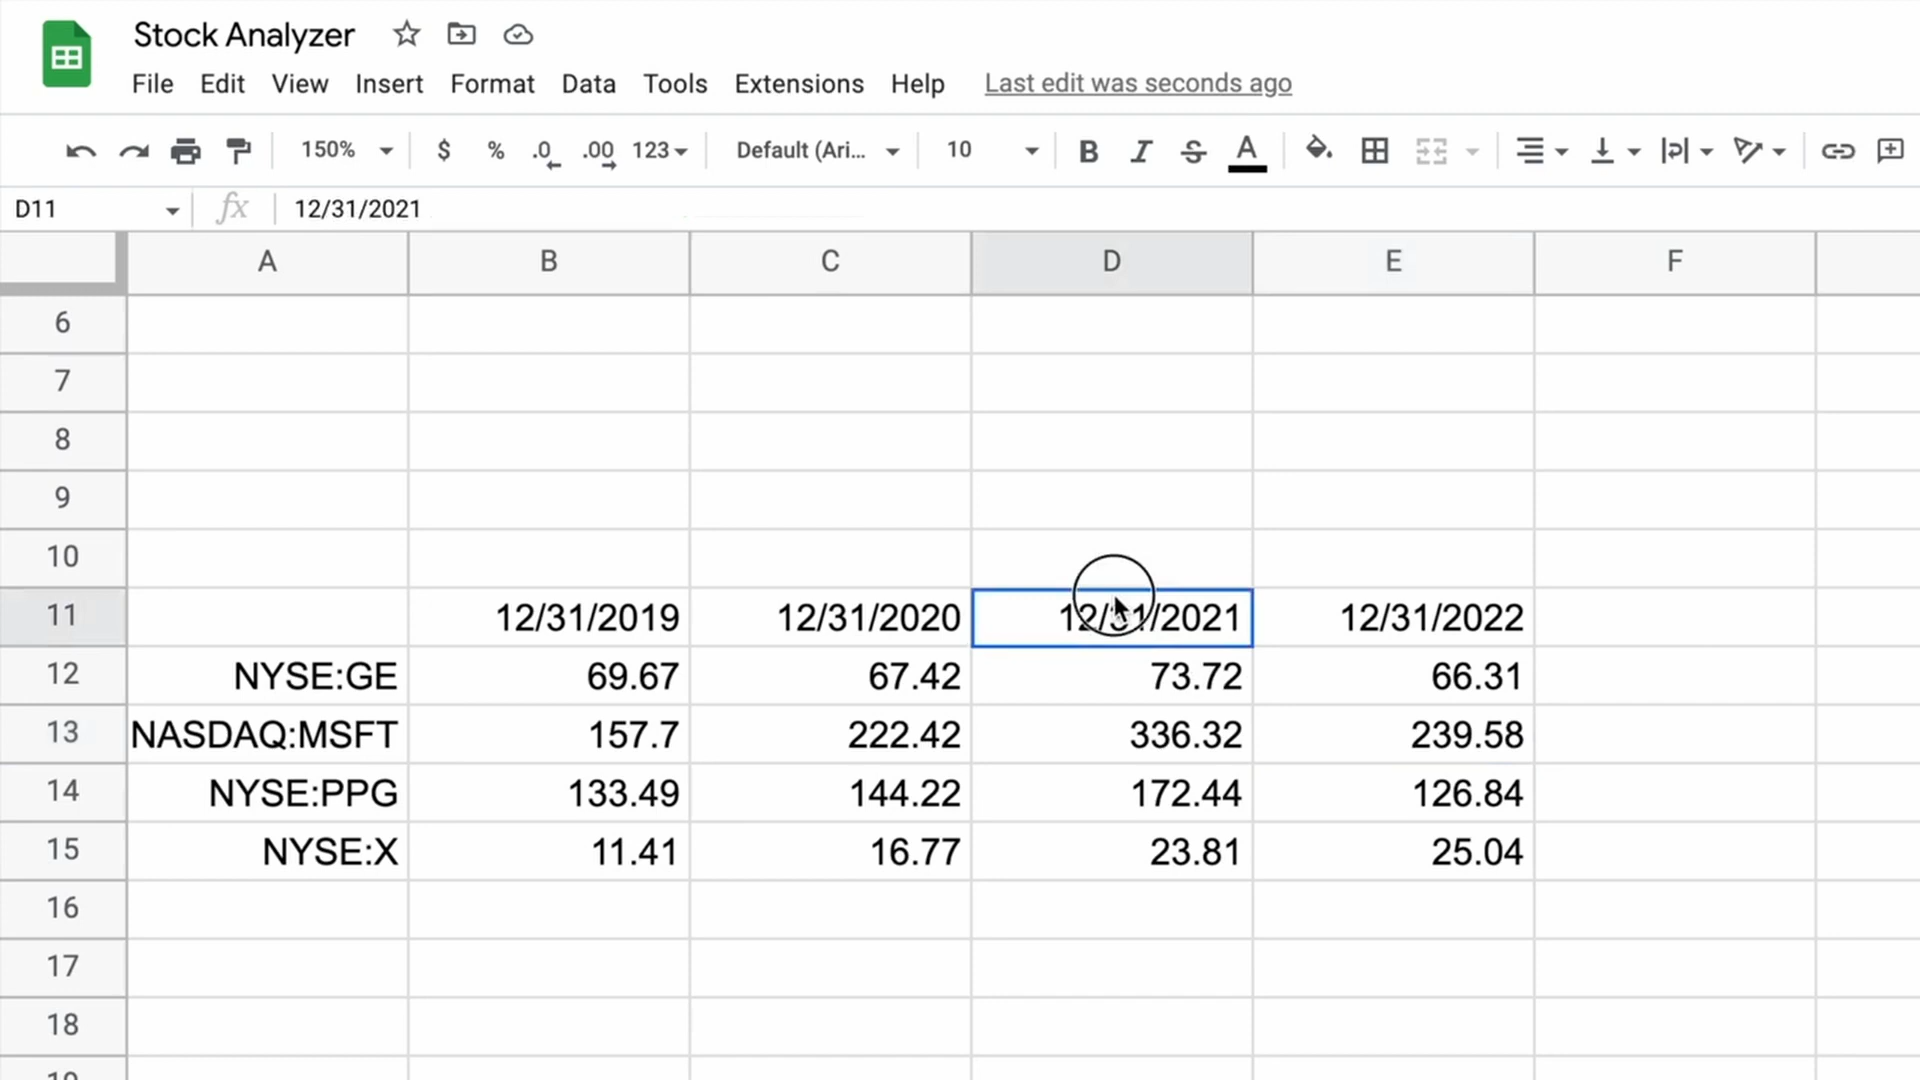 Stock Analyzer
File Edit View Insert Format Data Tools Extensions Help Last edit was seconds ago
150% $ % .0 .00 123 Default (Ari... 10 B I S A
D11 fx 12/31/2021
A B C D E F
6
7
8
9
10
11 12/31/2019 12/31/2020 12/31/2021 12/31/2022
12 NYSE:GE 69.67 67.42 73.72 66.31
13 NASDAQ:MSFT 157.7 222.42 336.32 239.58
14 NYSE:PPG 133.49 144.22 172.44 126.84
15 NYSE:X 11.41 16.77 23.81 25.04
16
17
18